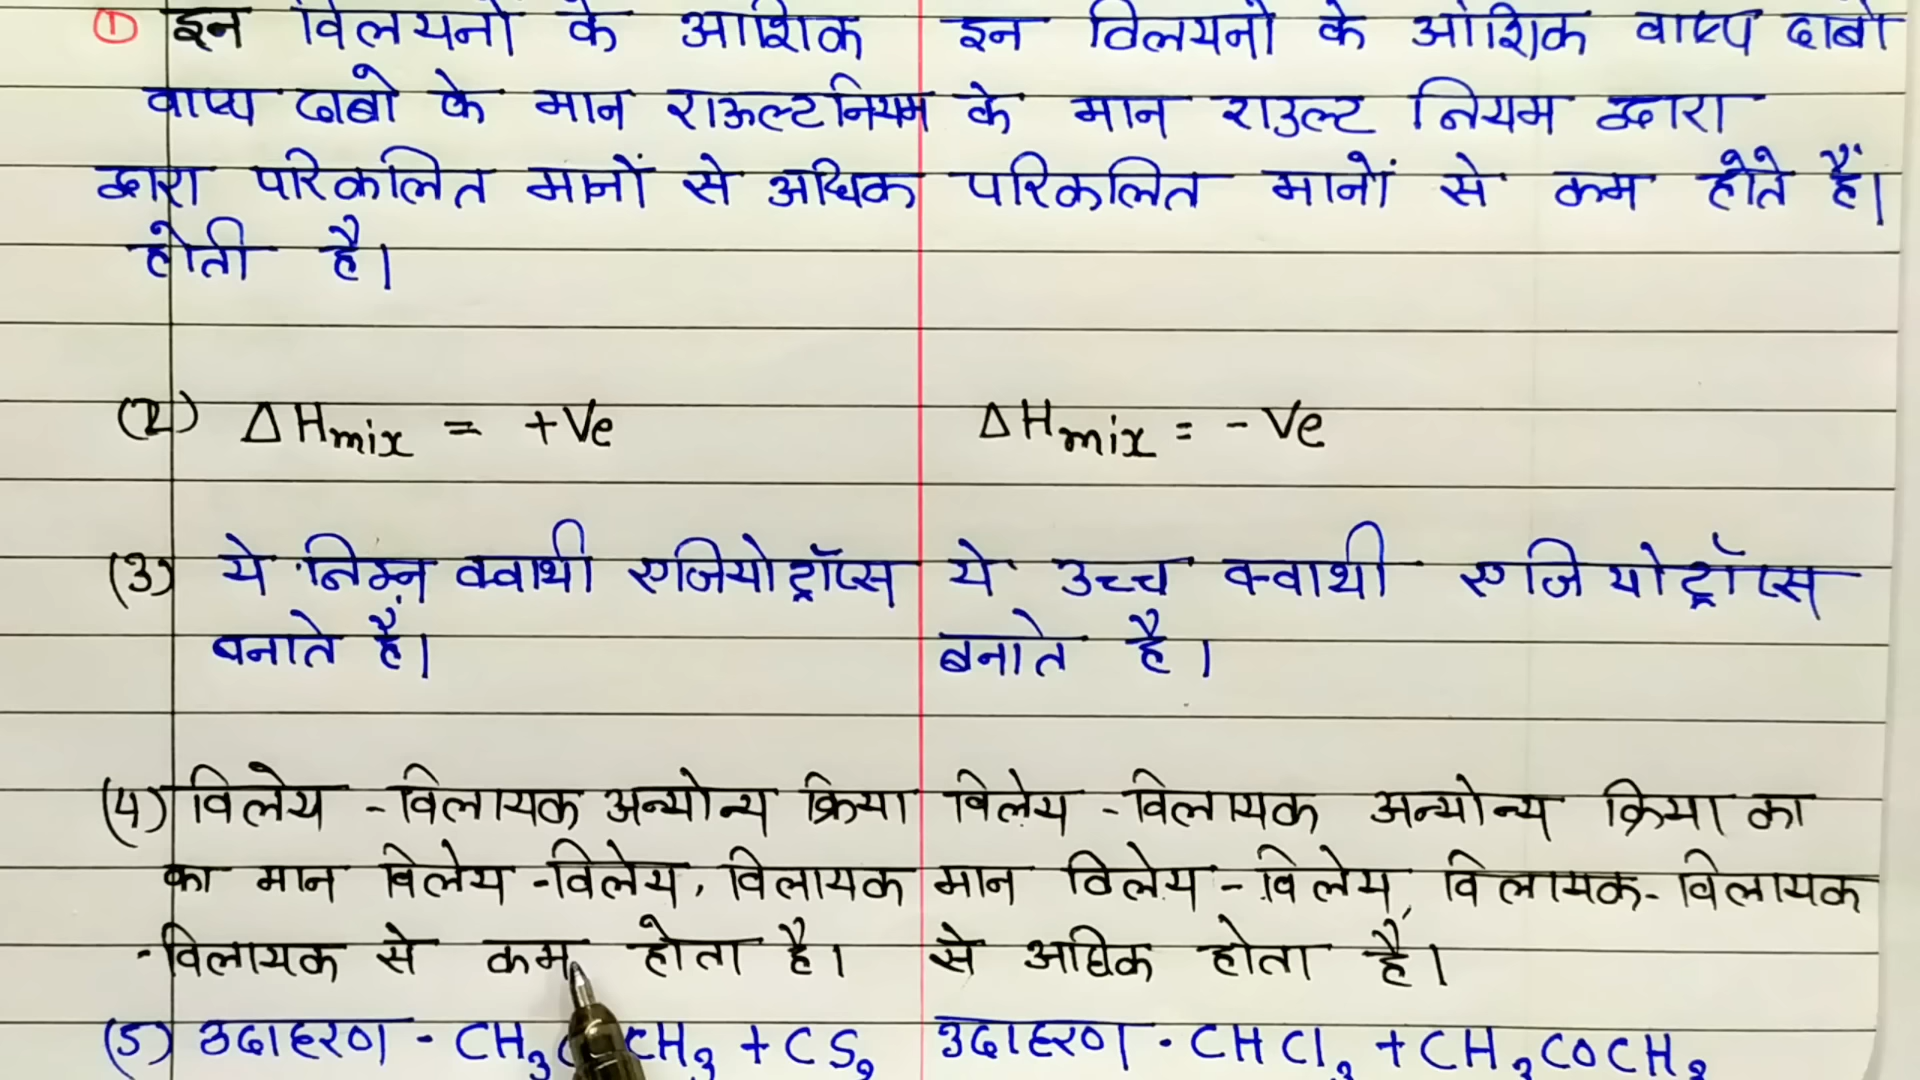 ① इन विलयनों के आंशिक
वाष्प दाबो के मान राऊल्ट नियम
द्वारा परिकलित मानों से अधिक
होती है।
(2) ΔHmix = +Ve
(3) ये निम्न क्वाथी एजियोट्रॉप्स
बनाते है।
(4) विलेय - विलायक अन्योन्य क्रिया
का मान विलेय - विलेय, विलायक
- विलायक से कम होता है।
(5) उदाहरण - CH₃ CH₃ + CS₂
इन विलयनो के आंशिक वाष्प दाबो
के मान राउल्ट नियम द्वारा
परिकलित मानों से कम होते हैं।
ΔHmix = - Ve
ये उच्च क्वाथी एजियोट्रॉप्स
बनाते है।
विलेय - विलायक अन्योन्य क्रिया का
मान विलेय - विलेय, विलायक - विलायक
से अधिक होता है।
उदाहरण - CHCl₃ + CH₃COCH₃